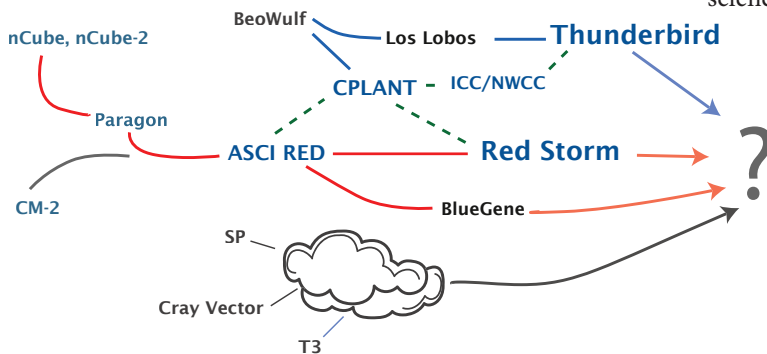 scienc
BeoWulf
nCube, nCube-2
Los Lobos
Thunderbird
CPLANT
ICC/NWCC
Paragon
ASCI RED
Red Storm
?
CM-2
BlueGene
SP
Cray Vector
T3